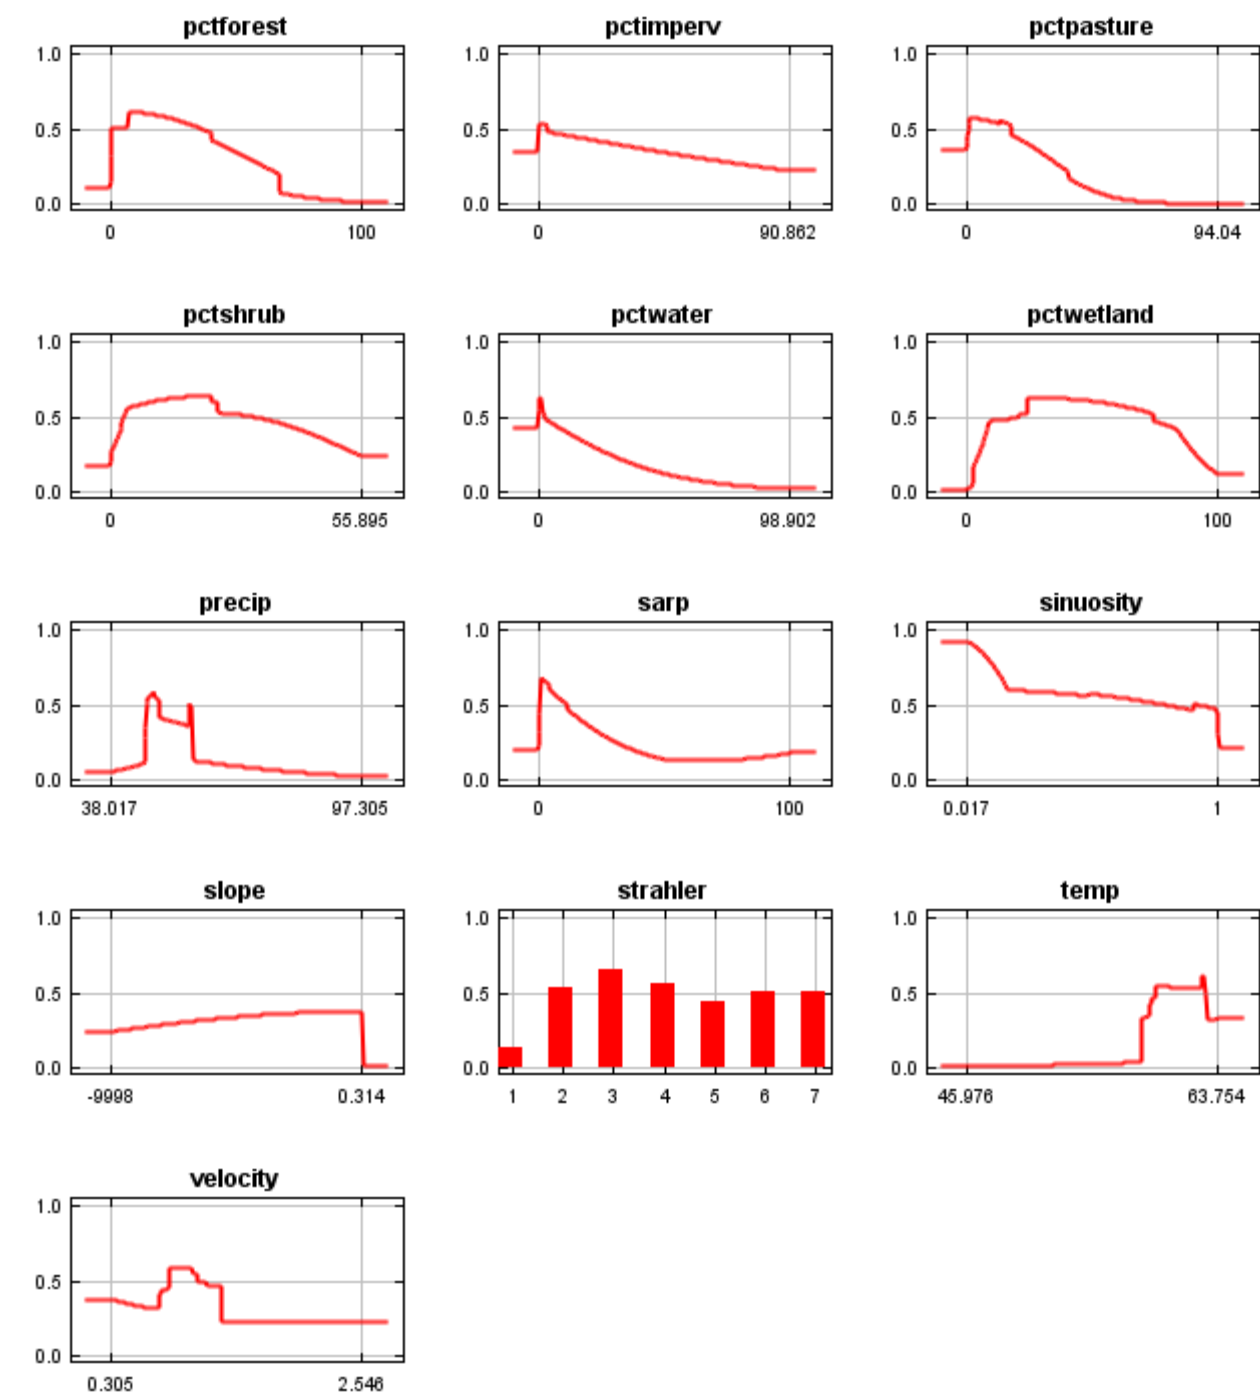 pctforest pctimperv pctpasture
1.0 1.0 1.0
0.5 0.5 0.5
0.0 0.0 0.0
0 100 0 90.862 0 94.04
pctshrub pctwater pctwetland
1.0 1.0 1.0
0.5 0.5 0.5
0.0 0.0 0.0
0 55.895 0 98.902 0 100
precip sarp sinuosity
1.0 1.0 1.0
0.5 0.5 0.5
0.0 0.0 0.0
38.017 97.305 0 100 0.017 1
slope strahler temp
1.0 1.0 1.0
0.5 0.5 0.5
0.0 0.0 0.0
-9998 0.314 1 2 3 4 5 6 7 45.976 63.754
velocity
1.0
0.5
0.0
0.305 2.546